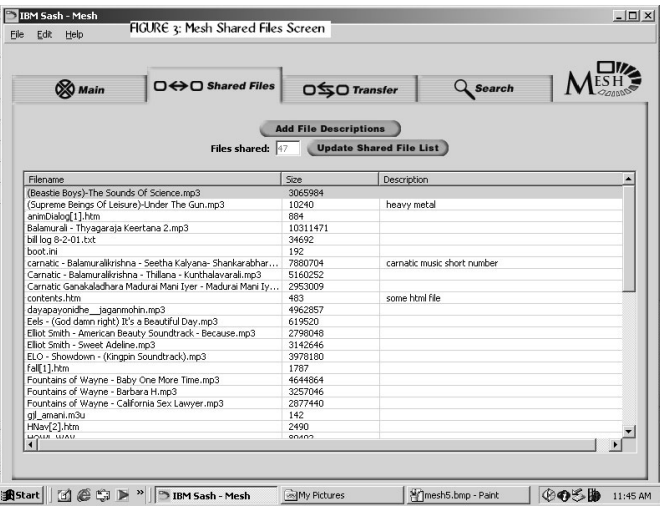 IBM Sash - Mesh
FIGURE 3: Mesh Shared Files Screen
File Edit Help
Main Shared Files Transfer Search MESH
Add File Descriptions
Files shared: 47 Update Shared File List
Filename Size Description
(Beastie Boys)-The Sounds Of Science.mp3 3065984
(Supreme Beings Of Leisure)-Under The Gun.mp3 10240 heavy metal
animDialog[1].htm 884
Balamurali - Thyagaraja Keertana 2.mp3 10311471
bill log 8-2-01.txt 34692
boot.ini 192
carnatic - Balamuralikrishna - Seetha Kalyana- Shankarabhar... 7880704 carnatic music short number
Carnatic - Balamuralikrishna - Thillana - Kunthalavarali.mp3 5160252
Carnatic Ganakaladhara Madurai Mani Iyer - Madurai Mani Iy... 2953009
contents.htm 483 some html file
dayapayonidhe__jaganmohin.mp3 4962857
Eels - (God damn right) It's a Beautiful Day.mp3 619520
Elliot Smith - American Beauty Soundtrack - Because.mp3 2798048
Elliot Smith - Sweet Adeline.mp3 3142646
ELO - Showdown - (Kingpin Soundtrack).mp3 3978180
fall[1].htm 1787
Fountains of Wayne - Baby One More Time.mp3 4644864
Fountains of Wayne - Barbara H.mp3 3257046
Fountains of Wayne - California Sex Lawyer.mp3 2877440
gjl_amani.m3u 142
HNav[2].htm 2490
HOWL.WAV 80402
Start » IBM Sash - Mesh My Pictures mesh5.bmp - Paint 11:45 AM